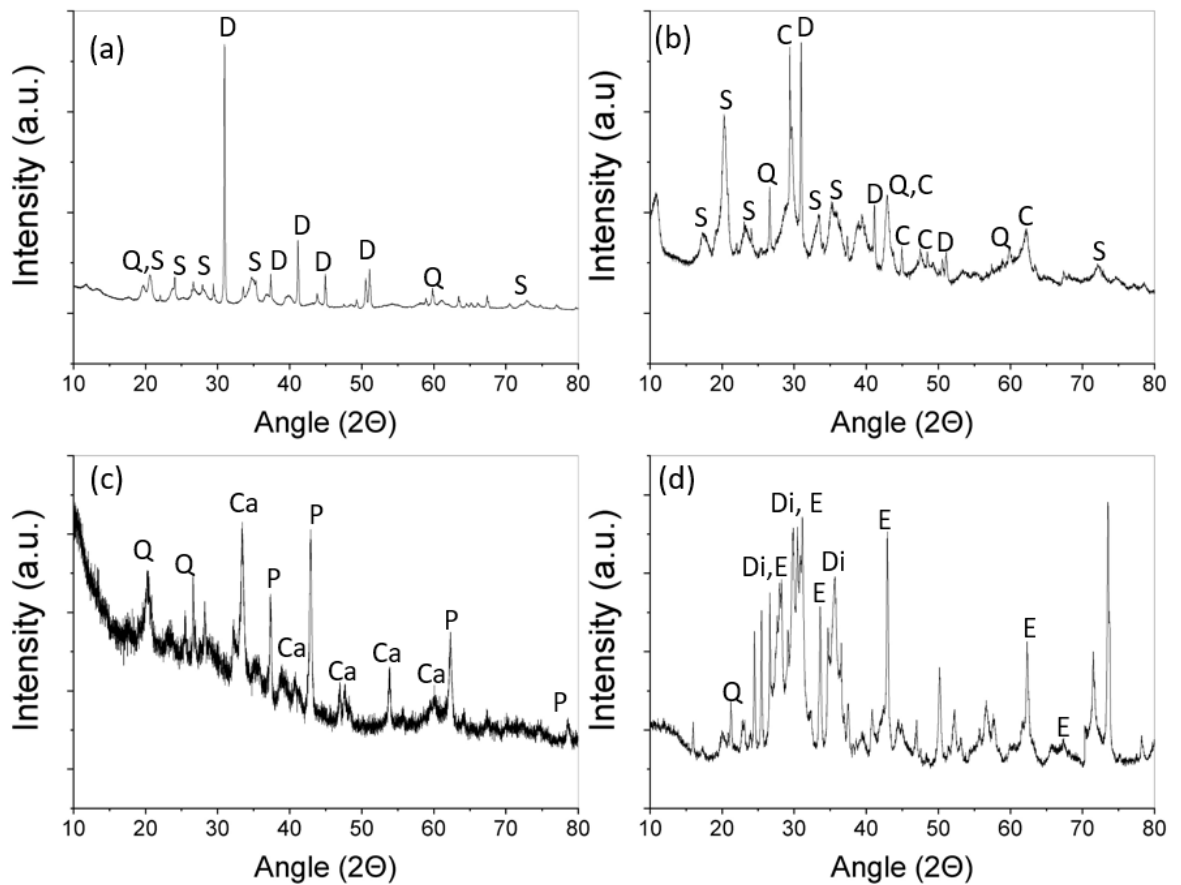 (a)
D
Q,S
S
S
S
D
D
D
D
Q
S
Intensity (a.u.)
10 20 30 40 50 60 70 80
Angle (2Θ)
(b)
C D
S
S
S
Q
S
S
D
Q,C
C
C
D
Q
C
S
Intensity (a.u)
10 20 30 40 50 60 70 80
Angle (2Θ)
(c)
Q
Q
Ca
P
Ca
P
Ca
Ca
Ca
P
P
Intensity (a.u.)
10 20 30 40 50 60 70 80
Angle (2Θ)
(d)
Q
Di,E
Di, E
E
Di
E
E
E
Intensity (a.u.)
10 20 30 40 50 60 70 80
Angle (2Θ)